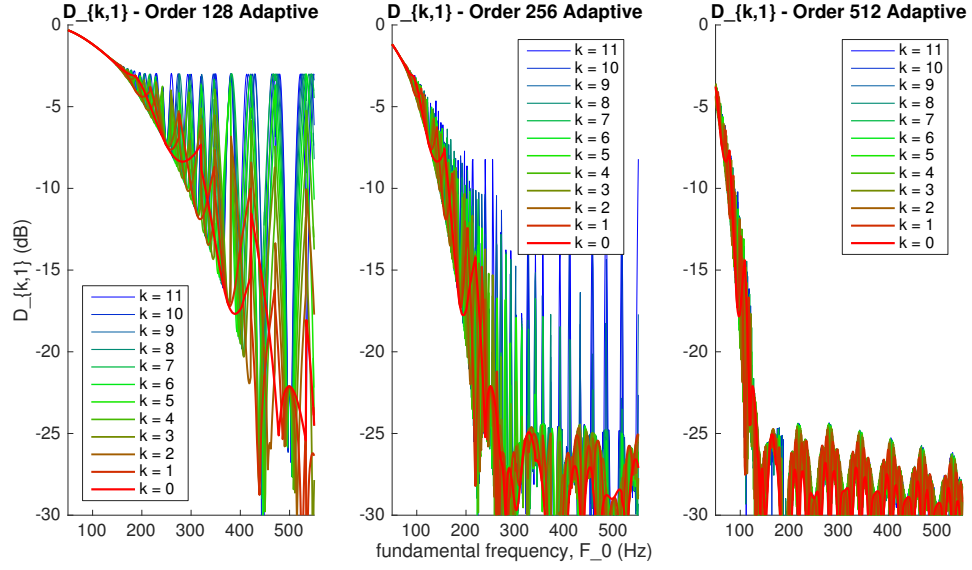 D_{k,1} - Order 128 Adaptive
D_{k,1} (dB)
0
-5
-10
-15
-20
-25
-30
100
200
300
400
500
k = 11
k = 10
k = 9
k = 8
k = 7
k = 6
k = 5
k = 4
k = 3
k = 2
k = 1
k = 0
D_{k,1} - Order 256 Adaptive
0
-5
-10
-15
-20
-25
-30
100
200
300
400
500
k = 11
k = 10
k = 9
k = 8
k = 7
k = 6
k = 5
k = 4
k = 3
k = 2
k = 1
k = 0
fundamental frequency, F_0 (Hz)
D_{k,1} - Order 512 Adaptive
0
-5
-10
-15
-20
-25
-30
100
200
300
400
500
k = 11
k = 10
k = 9
k = 8
k = 7
k = 6
k = 5
k = 4
k = 3
k = 2
k = 1
k = 0